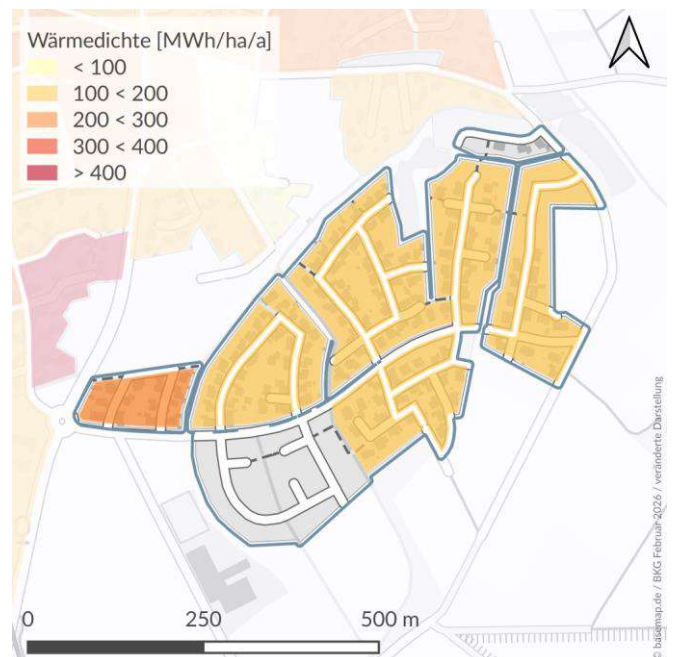 Wärmedichte [MWh/ha/a]
< 100
100 < 200
200 < 300
300 < 400
> 400
0 250 500 m
© basemap.de / BKG Februar 2026 / veränderte Darstellung